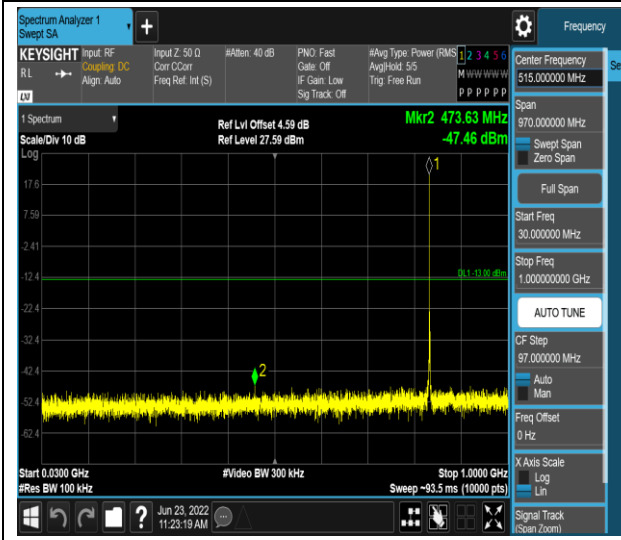 Spectrum Analyzer 1
Swept SA
Frequency
KEYSIGHT
RL
LXI
Input: RF
Coupling: DC
Align: Auto
Input Z: 50 Ω
Corr CCorr
Freq Ref: Int (S)
#Atten: 40 dB
PNO: Fast
Gate: Off
IF Gain: Low
Sig Track: Off
#Avg Type: Power (RMS
Avg|Hold: 5/5
Trig: Free Run
1 2 3 4 5 6
M W W W W W
P P P P P P
1 Spectrum
Scale/Div 10 dB
Log
Ref Lvl Offset 4.59 dB
Ref Level 27.59 dBm
Mkr2 473.63 MHz
-47.46 dBm
1
17.6
7.59
-2.41
-12.4
DL1 -13.00 dBm
-22.4
-32.4
-42.4
2
-52.4
-62.4
Start 0.0300 GHz
#Res BW 100 kHz
#Video BW 300 kHz
Stop 1.0000 GHz
Sweep ~93.5 ms (10000 pts)
Jun 23, 2022
11:23:19 AM
Center Frequency
515.000000 MHz
Span
970.000000 MHz
Swept Span
Zero Span
Full Span
Start Freq
30.000000 MHz
Stop Freq
1.000000000 GHz
AUTO TUNE
CF Step
97.000000 MHz
Auto
Man
Freq Offset
0 Hz
X Axis Scale
Log
Lin
Signal Track
(Span Zoom)
Se